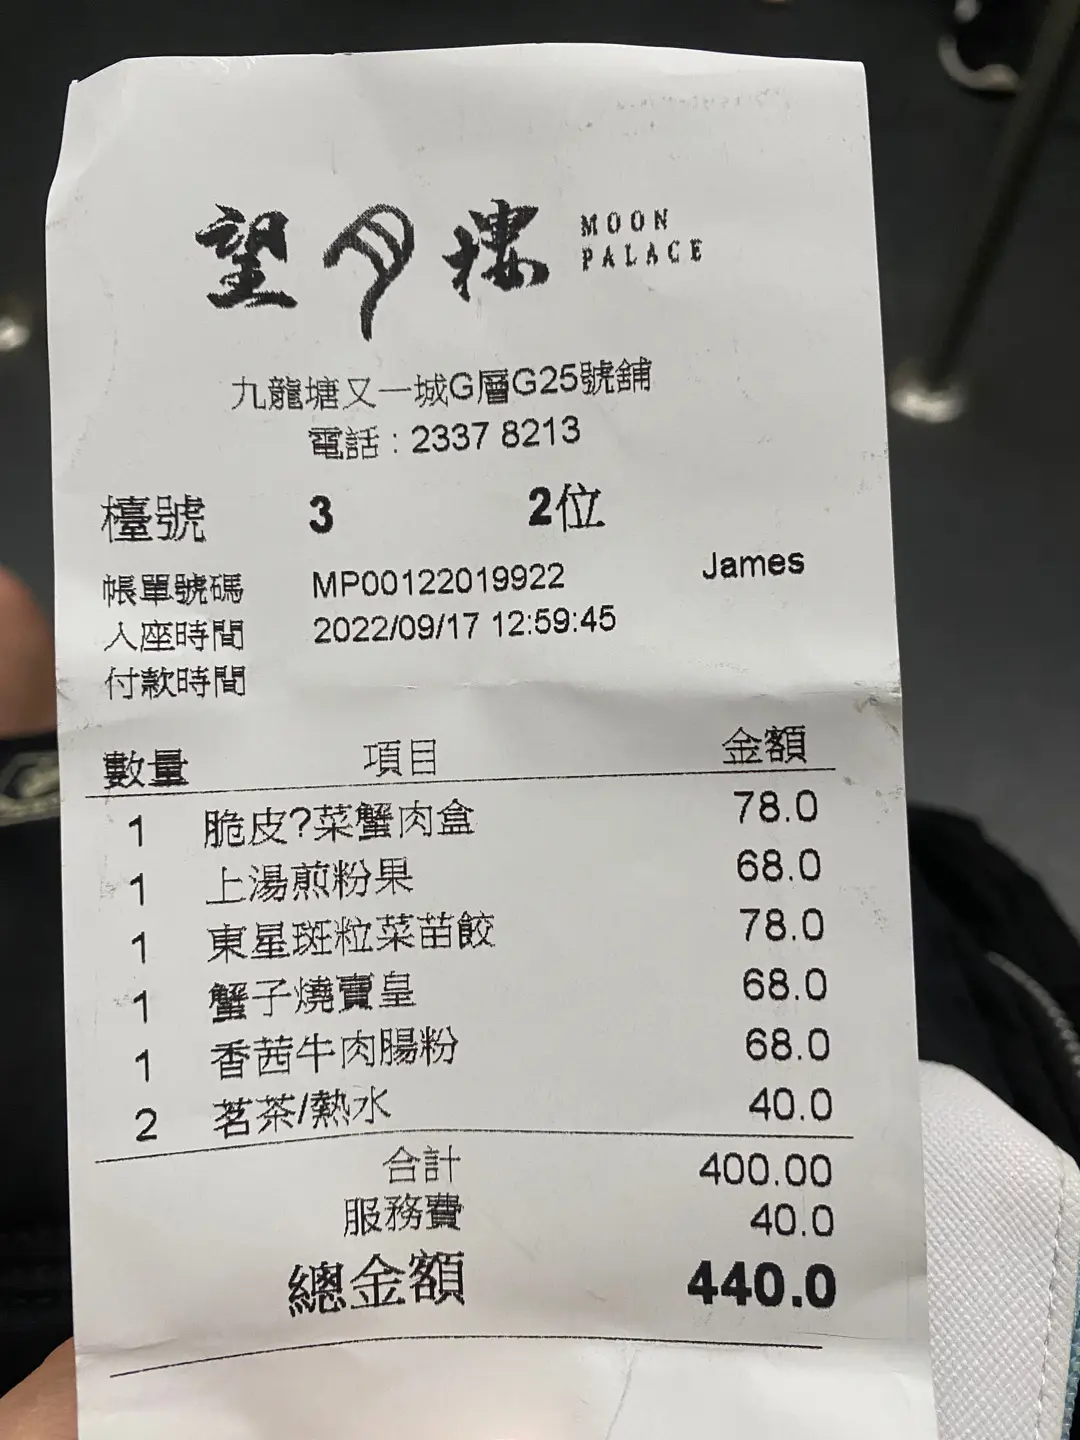 望月樓 MOON PALACE
九龍塘又一城G層G25號舖
電話 : 2337 8213
檯號 3 2位
帳單號碼 MP00122019922 James
入座時間 2022/09/17 12:59:45
付款時間
數量 項目 金額
1 脆皮?菜蟹肉盒 78.0
1 上湯煎粉果 68.0
1 東星斑粒菜苗餃 78.0
1 蟹子燒賣皇 68.0
1 香茜牛肉腸粉 68.0
2 茗茶/熱水 40.0
合計 400.00
服務費 40.0
總金額 440.0